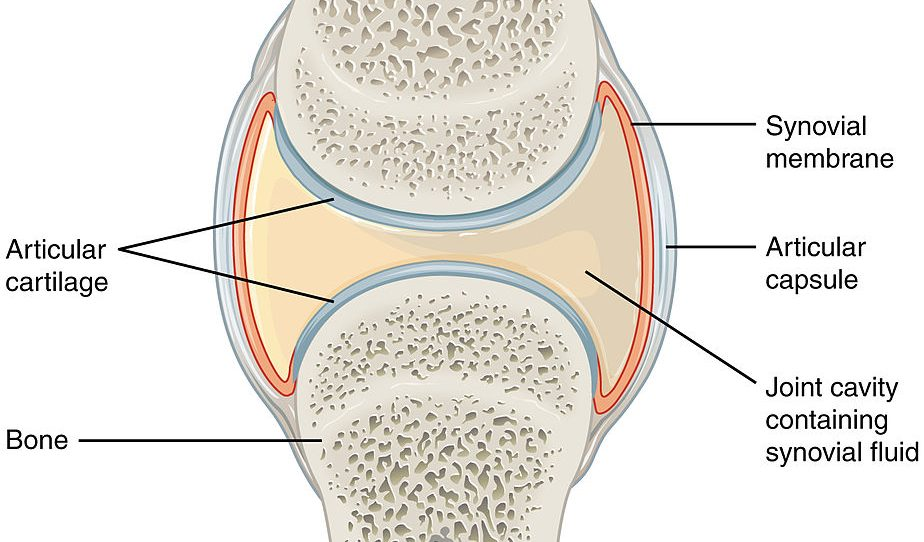 Synovial
membrane
Articular
cartilage
Articular
capsule
Joint cavity
containing
synovial fluid
Bone